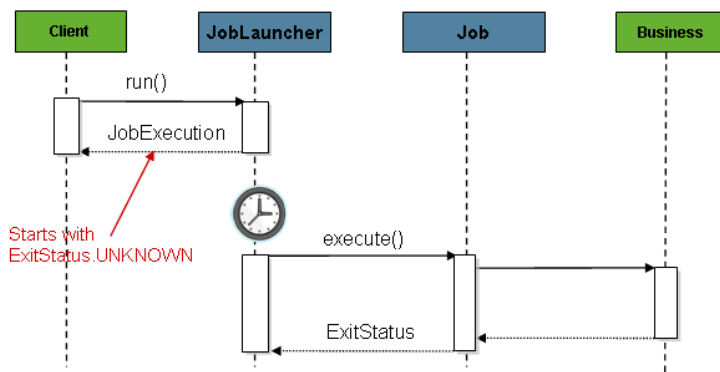 Client
JobLauncher
Job
Business
run()
JobExecution
Starts with
ExitStatus.UNKNOWN
execute()
ExitStatus